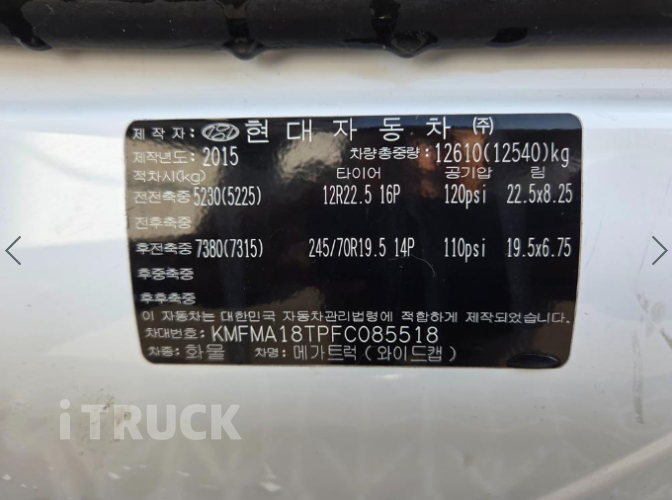 제 작 자: 현 대 자 동 차 ㈜
제작년도: 2015 차량총중량: 12610(12540)kg
적차시(kg) 타이어 공기압 림
전전축중 5230(5225) 12R22.5 16P 120psi 22.5x8.25
전후축중
후전축중 7380(7315) 245/70R19.5 14P 110psi 19.5x6.75
후중축중
후후축중
이 자동차는 대한민국 자동차관리법령에 적합하게 제작되었습니다.
차대번호: KMFMA18TPFC085518
차종: 화물 차명: 메가트럭 (와이드캡)
iTRUCK